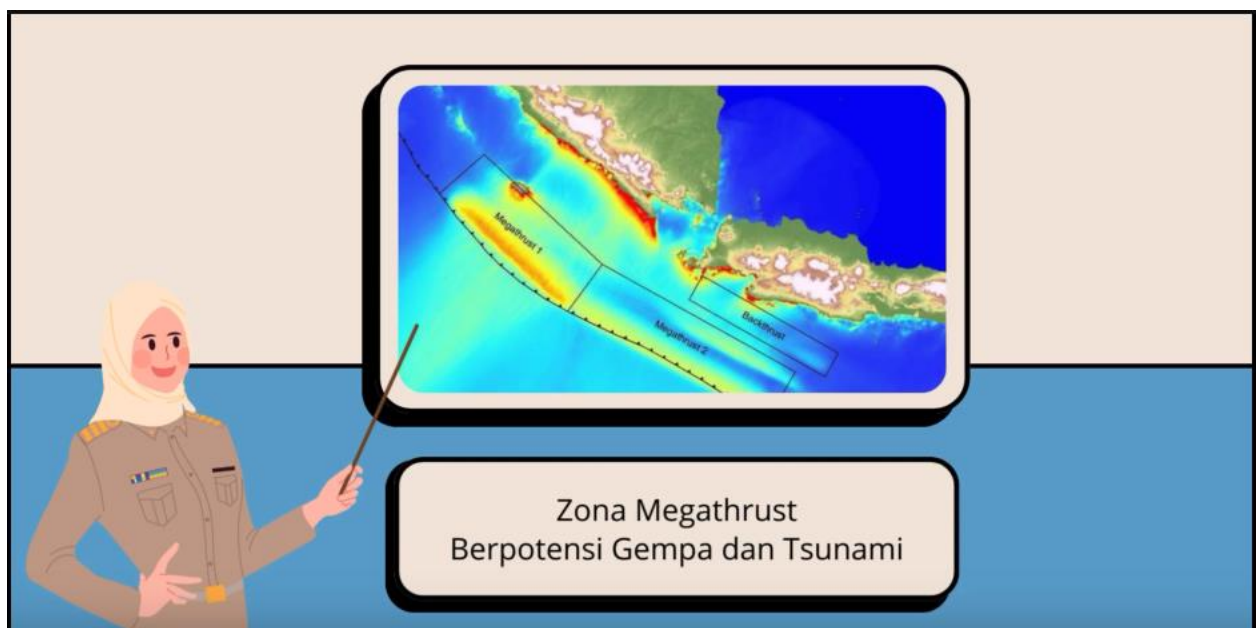 Megathrust 1
Megathrust 2
Backthrust
Zona Megathrust
Berpotensi Gempa dan Tsunami